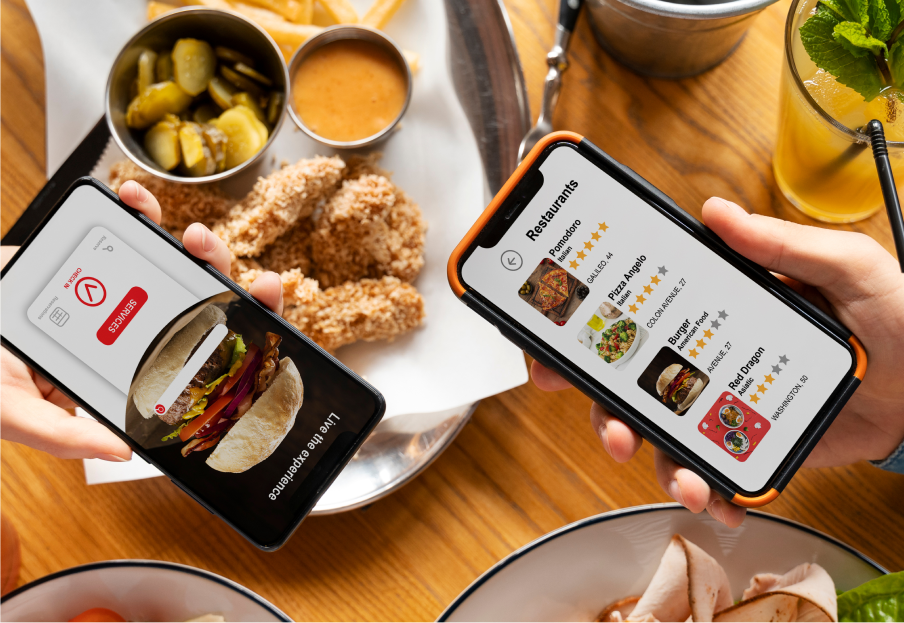 CHECK IN
SERVICES
Live the experience
Restaurants
Pomodoro
Italian
GALILEO, 44
Pizza Angelo
Italian
COLON AVENUE, 27
Burger
American Food
AVENUE, 27
Red Dragon
Asiatic
WASHINGTON, 50